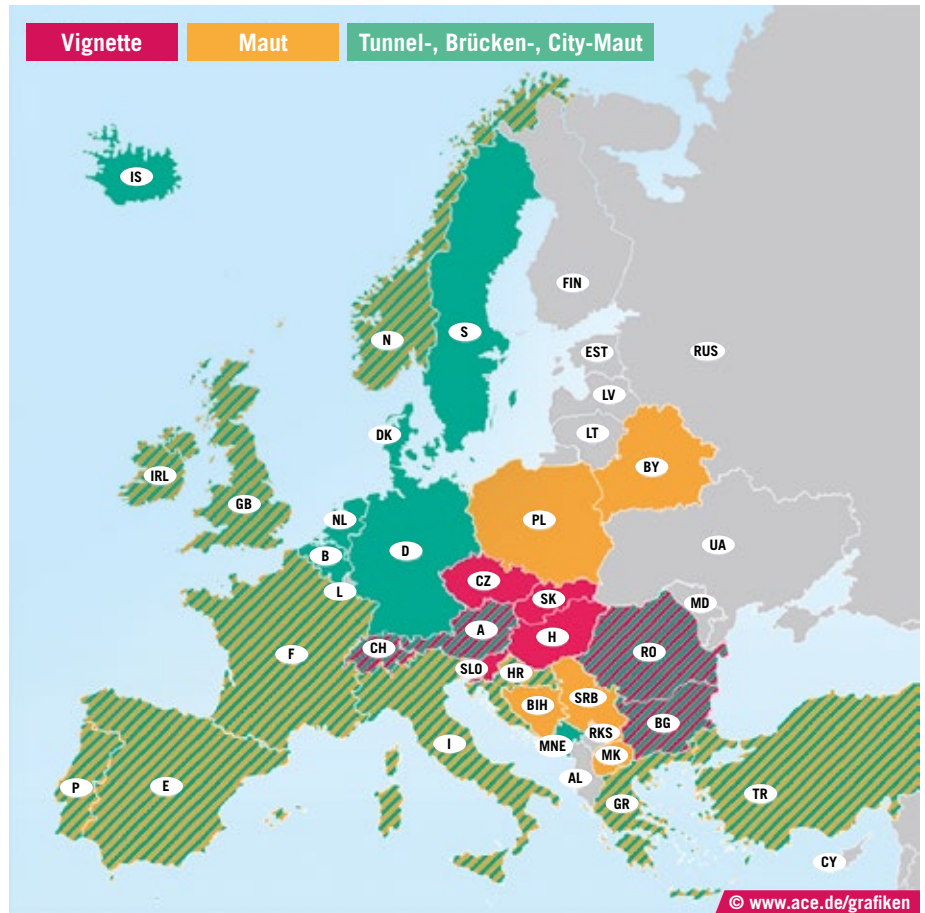 Vignette
Maut
Tunnel-, Brücken-, City-Maut
IS
FIN
N
S
EST
RUS
LV
DK
LT
BY
IRL
GB
NL
PL
D
B
UA
CZ
L
SK
MD
A
H
CH
F
RO
SLO
HR
SRB
BIH
BG
RKS
I
MNE
MK
AL
P
E
TR
GR
CY
© www.ace.de/grafiken